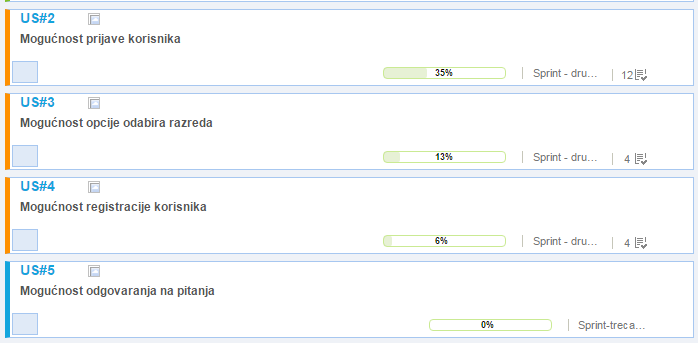 US#2
Mogućnost prijave korisnika
35% Sprint - dru... 12
US#3
Mogućnost opcije odabira razreda
13% Sprint - dru... 4
US#4
Mogućnost registracije korisnika
6% Sprint - dru... 4
US#5
Mogućnost odgovaranja na pitanja
0% Sprint-treca...